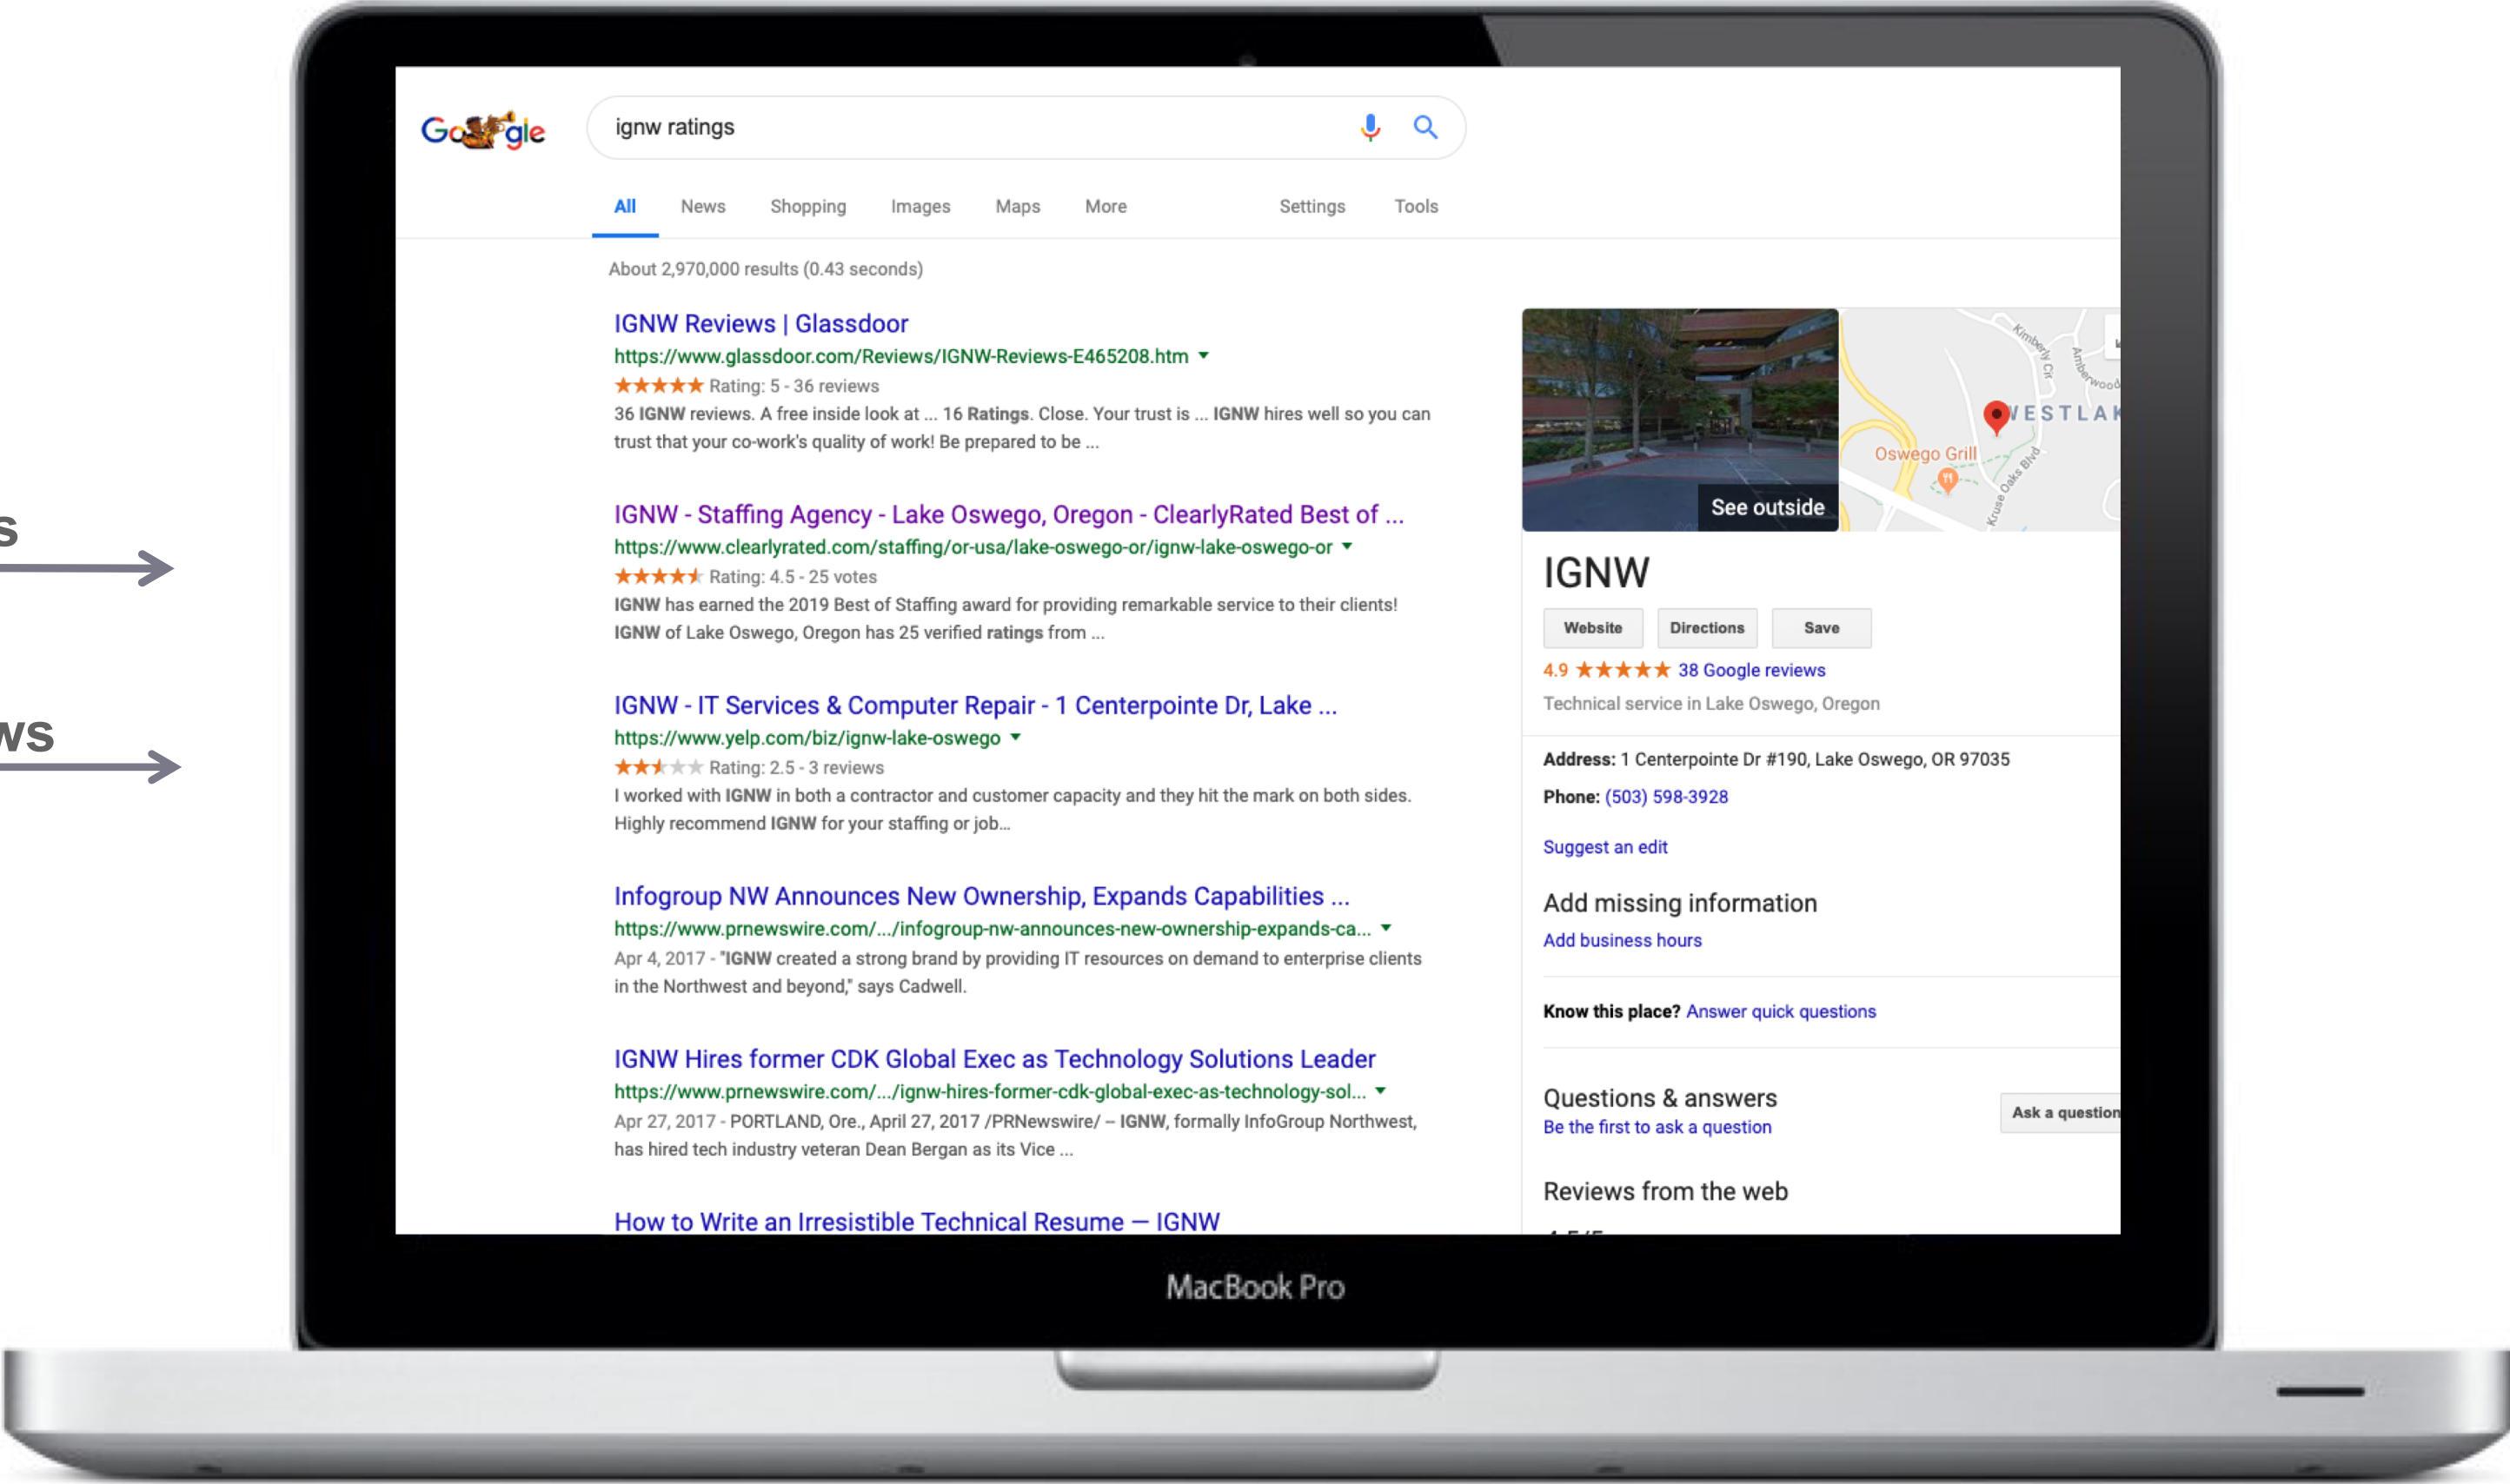 s
ws
Google
ignw ratings
All News Shopping Images Maps More Settings Tools
About 2,970,000 results (0.43 seconds)
IGNW Reviews | Glassdoor
https://www.glassdoor.com/Reviews/IGNW-Reviews-E465208.htm
Rating: 5 - 36 reviews
36 IGNW reviews. A free inside look at ... 16 Ratings. Close. Your trust is ... IGNW hires well so you can
trust that your co-work's quality of work! Be prepared to be ...
IGNW - Staffing Agency - Lake Oswego, Oregon - ClearlyRated Best of ...
https://www.clearlyrated.com/staffing/or-usa/lake-oswego-or/ignw-lake-oswego-or
Rating: 4.5 - 25 votes
IGNW has earned the 2019 Best of Staffing award for providing remarkable service to their clients!
IGNW of Lake Oswego, Oregon has 25 verified ratings from ...
IGNW - IT Services & Computer Repair - 1 Centerpointe Dr, Lake ...
https://www.yelp.com/biz/ignw-lake-oswego
Rating: 2.5 - 3 reviews
I worked with IGNW in both a contractor and customer capacity and they hit the mark on both sides.
Highly recommend IGNW for your staffing or job...
Infogroup NW Announces New Ownership, Expands Capabilities ...
https://www.prnewswire.com/.../infogroup-nw-announces-new-ownership-expands-ca...
Apr 4, 2017 - "IGNW created a strong brand by providing IT resources on demand to enterprise clients
in the Northwest and beyond," says Cadwell.
IGNW Hires former CDK Global Exec as Technology Solutions Leader
https://www.prnewswire.com/.../ignw-hires-former-cdk-global-exec-as-technology-sol...
Apr 27, 2017 - PORTLAND, Ore., April 27, 2017 /PRNewswire/ -- IGNW, formally InfoGroup Northwest,
has hired tech industry veteran Dean Bergan as its Vice ...
How to Write an Irresistible Technical Resume — IGNW
See outside
Kimberly Cir
Amberwood
WESTLAK
Oswego Grill
Kruse Oaks Blvd
IGNW
Website Directions Save
4.9 38 Google reviews
Technical service in Lake Oswego, Oregon
Address: 1 Centerpointe Dr #190, Lake Oswego, OR 97035
Phone: (503) 598-3928
Suggest an edit
Add missing information
Add business hours
Know this place? Answer quick questions
Questions & answers
Be the first to ask a question
Ask a question
Reviews from the web
MacBook Pro